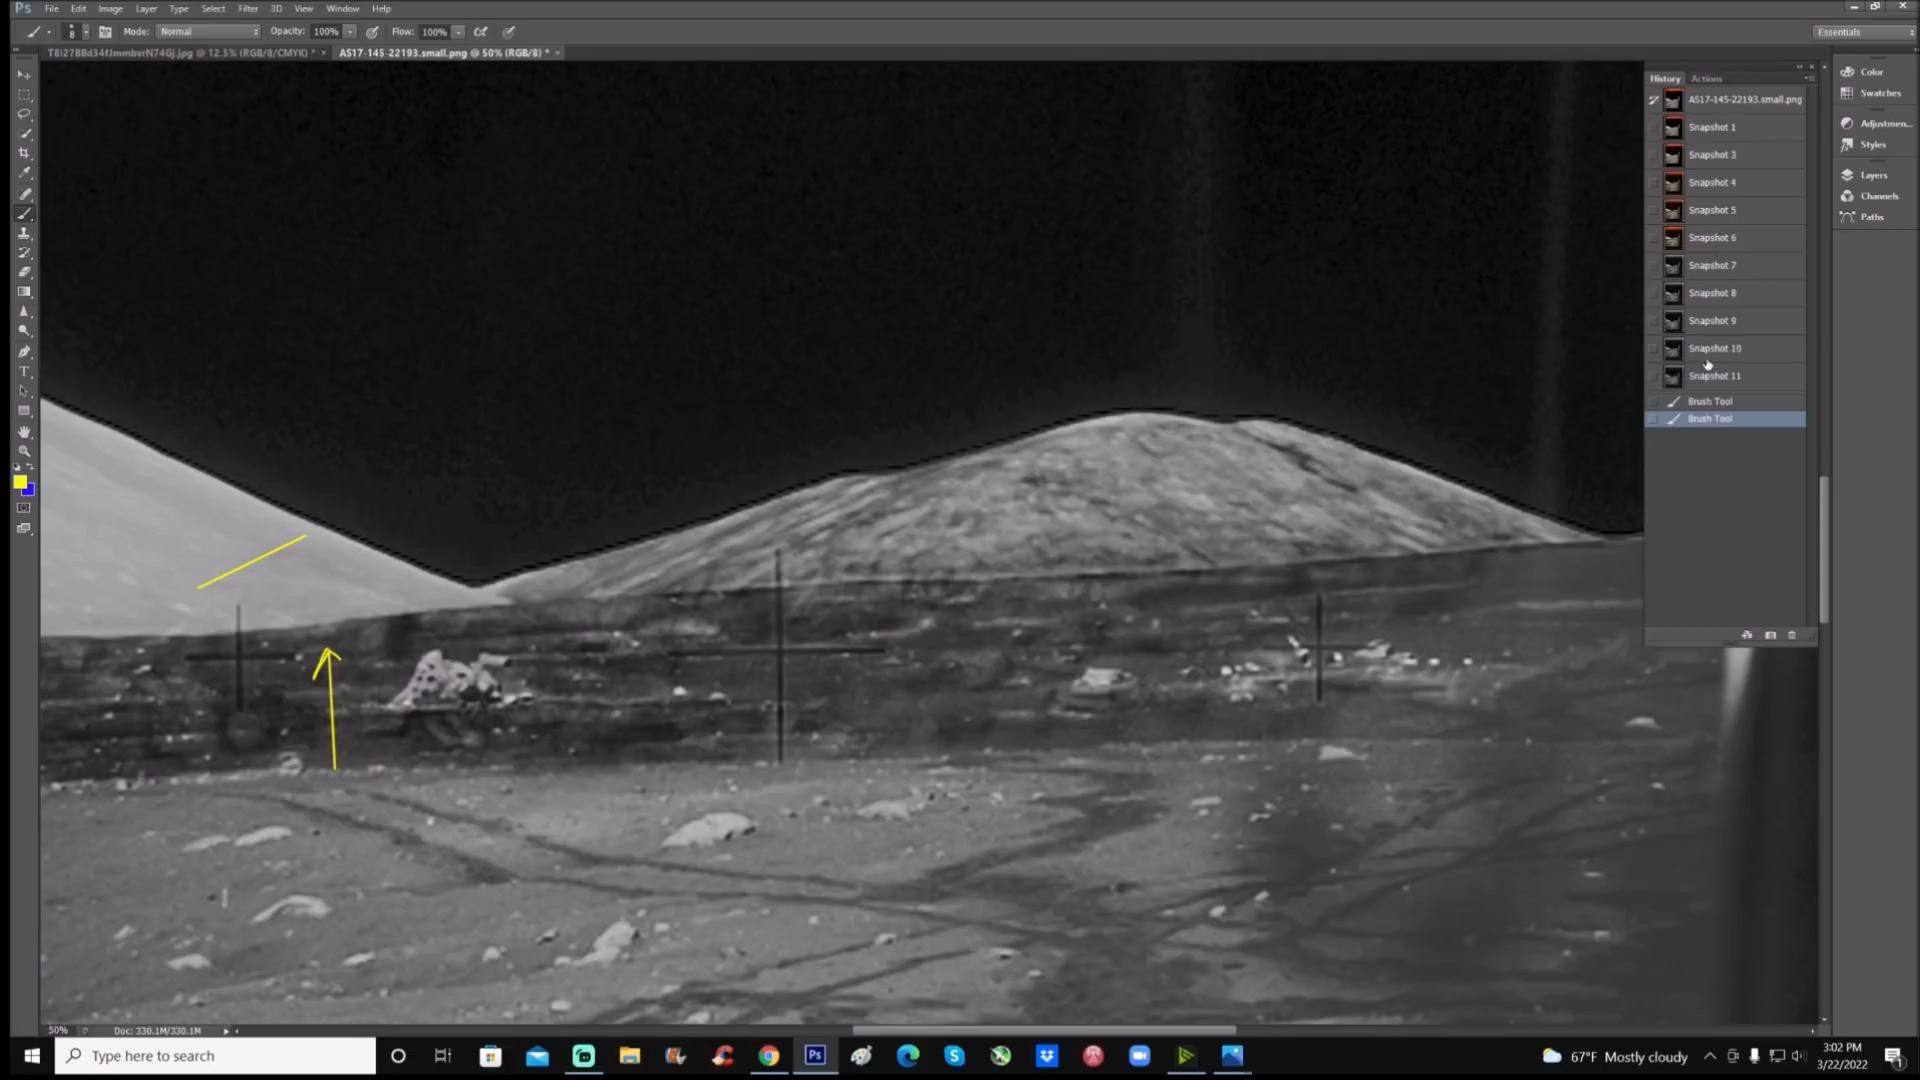 Ps File Edit Image Layer Type Select Filter 3D View Window Help
8 Mode: Normal Opacity: 100% Flow: 100% Essentials
AS17-145-22193.small.png @ 50% (RGB/8) *
History Actions
AS17-145-22193.small.png
Snapshot 1
Snapshot 3
Snapshot 4
Snapshot 5
Snapshot 6
Snapshot 7
Snapshot 8
Snapshot 9
Snapshot 10
Snapshot 11
Brush Tool
Brush Tool
Color
Swatches
Adjustmen...
Styles
Layers
Channels
Paths
50% Doc: 330.1M/330.1M
Type here to search
Ps
67°F Mostly cloudy
3:02 PM
3/22/2022